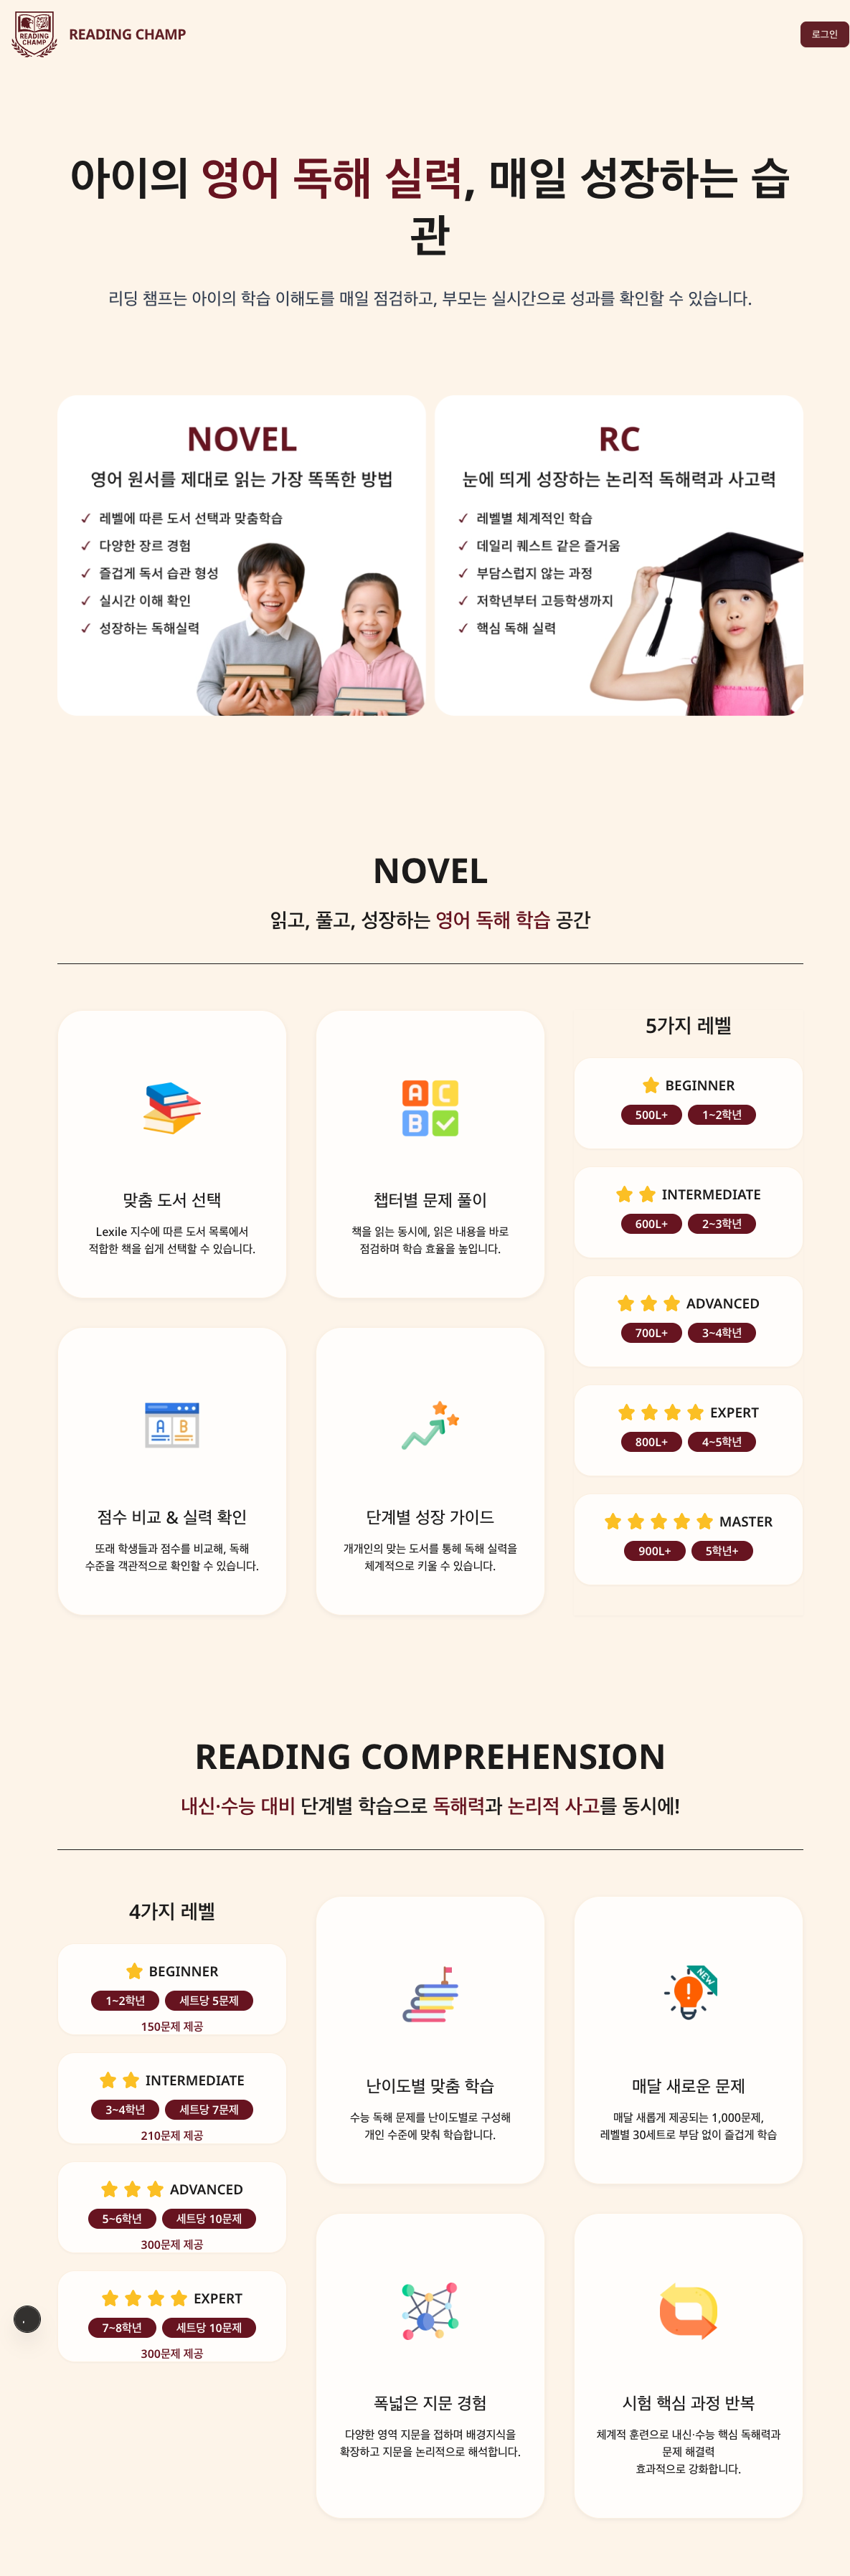 READING
CHAMP
READING CHAMP
로그인
아이의 영어 독해 실력, 매일 성장하는 습
관
리딩 챔프는 아이의 학습 이해도를 매일 점검하고, 부모는 실시간으로 성과를 확인할 수 있습니다.
NOVEL
영어 원서를 제대로 읽는 가장 똑똑한 방법
✓ 레벨에 따른 도서 선택과 맞춤학습
✓ 다양한 장르 경험
✓ 즐겁게 독서 습관 형성
✓ 실시간 이해 확인
✓ 성장하는 독해실력
RC
눈에 띄게 성장하는 논리적 독해력과 사고력
✓ 레벨별 체계적인 학습
✓ 데일리 퀘스트 같은 즐거움
✓ 부담스럽지 않는 과정
✓ 저학년부터 고등학생까지
✓ 핵심 독해 실력
NOVEL
읽고, 풀고, 성장하는 영어 독해 학습 공간
맞춤 도서 선택
Lexile 지수에 따른 도서 목록에서
적합한 책을 쉽게 선택할 수 있습니다.
A C
B
챕터별 문제 풀이
책을 읽는 동시에, 읽은 내용을 바로
점검하며 학습 효율을 높입니다.
A B
점수 비교 & 실력 확인
또래 학생들과 점수를 비교해, 독해
수준을 객관적으로 확인할 수 있습니다.
단계별 성장 가이드
개개인의 맞는 도서를 통헤 독해 실력을
체계적으로 키울 수 있습니다.
5가지 레벨
BEGINNER
500L+ 1~2학년
INTERMEDIATE
600L+ 2~3학년
ADVANCED
700L+ 3~4학년
EXPERT
800L+ 4~5학년
MASTER
900L+ 5학년+
READING COMPREHENSION
내신·수능 대비 단계별 학습으로 독해력과 논리적 사고를 동시에!
4가지 레벨
BEGINNER
1~2학년 세트당 5문제
150문제 제공
INTERMEDIATE
3~4학년 세트당 7문제
210문제 제공
ADVANCED
5~6학년 세트당 10문제
300문제 제공
EXPERT
7~8학년 세트당 10문제
300문제 제공
난이도별 맞춤 학습
수능 독해 문제를 난이도별로 구성해
개인 수준에 맞춰 학습합니다.
NEW
매달 새로운 문제
매달 새롭게 제공되는 1,000문제,
레벨별 30세트로 부담 없이 즐겁게 학습
폭넓은 지문 경험
다양한 영역 지문을 접하며 배경지식을
확장하고 지문을 논리적으로 해석합니다.
시험 핵심 과정 반복
체계적 훈련으로 내신·수능 핵심 독해력과
문제 해결력
효과적으로 강화합니다.